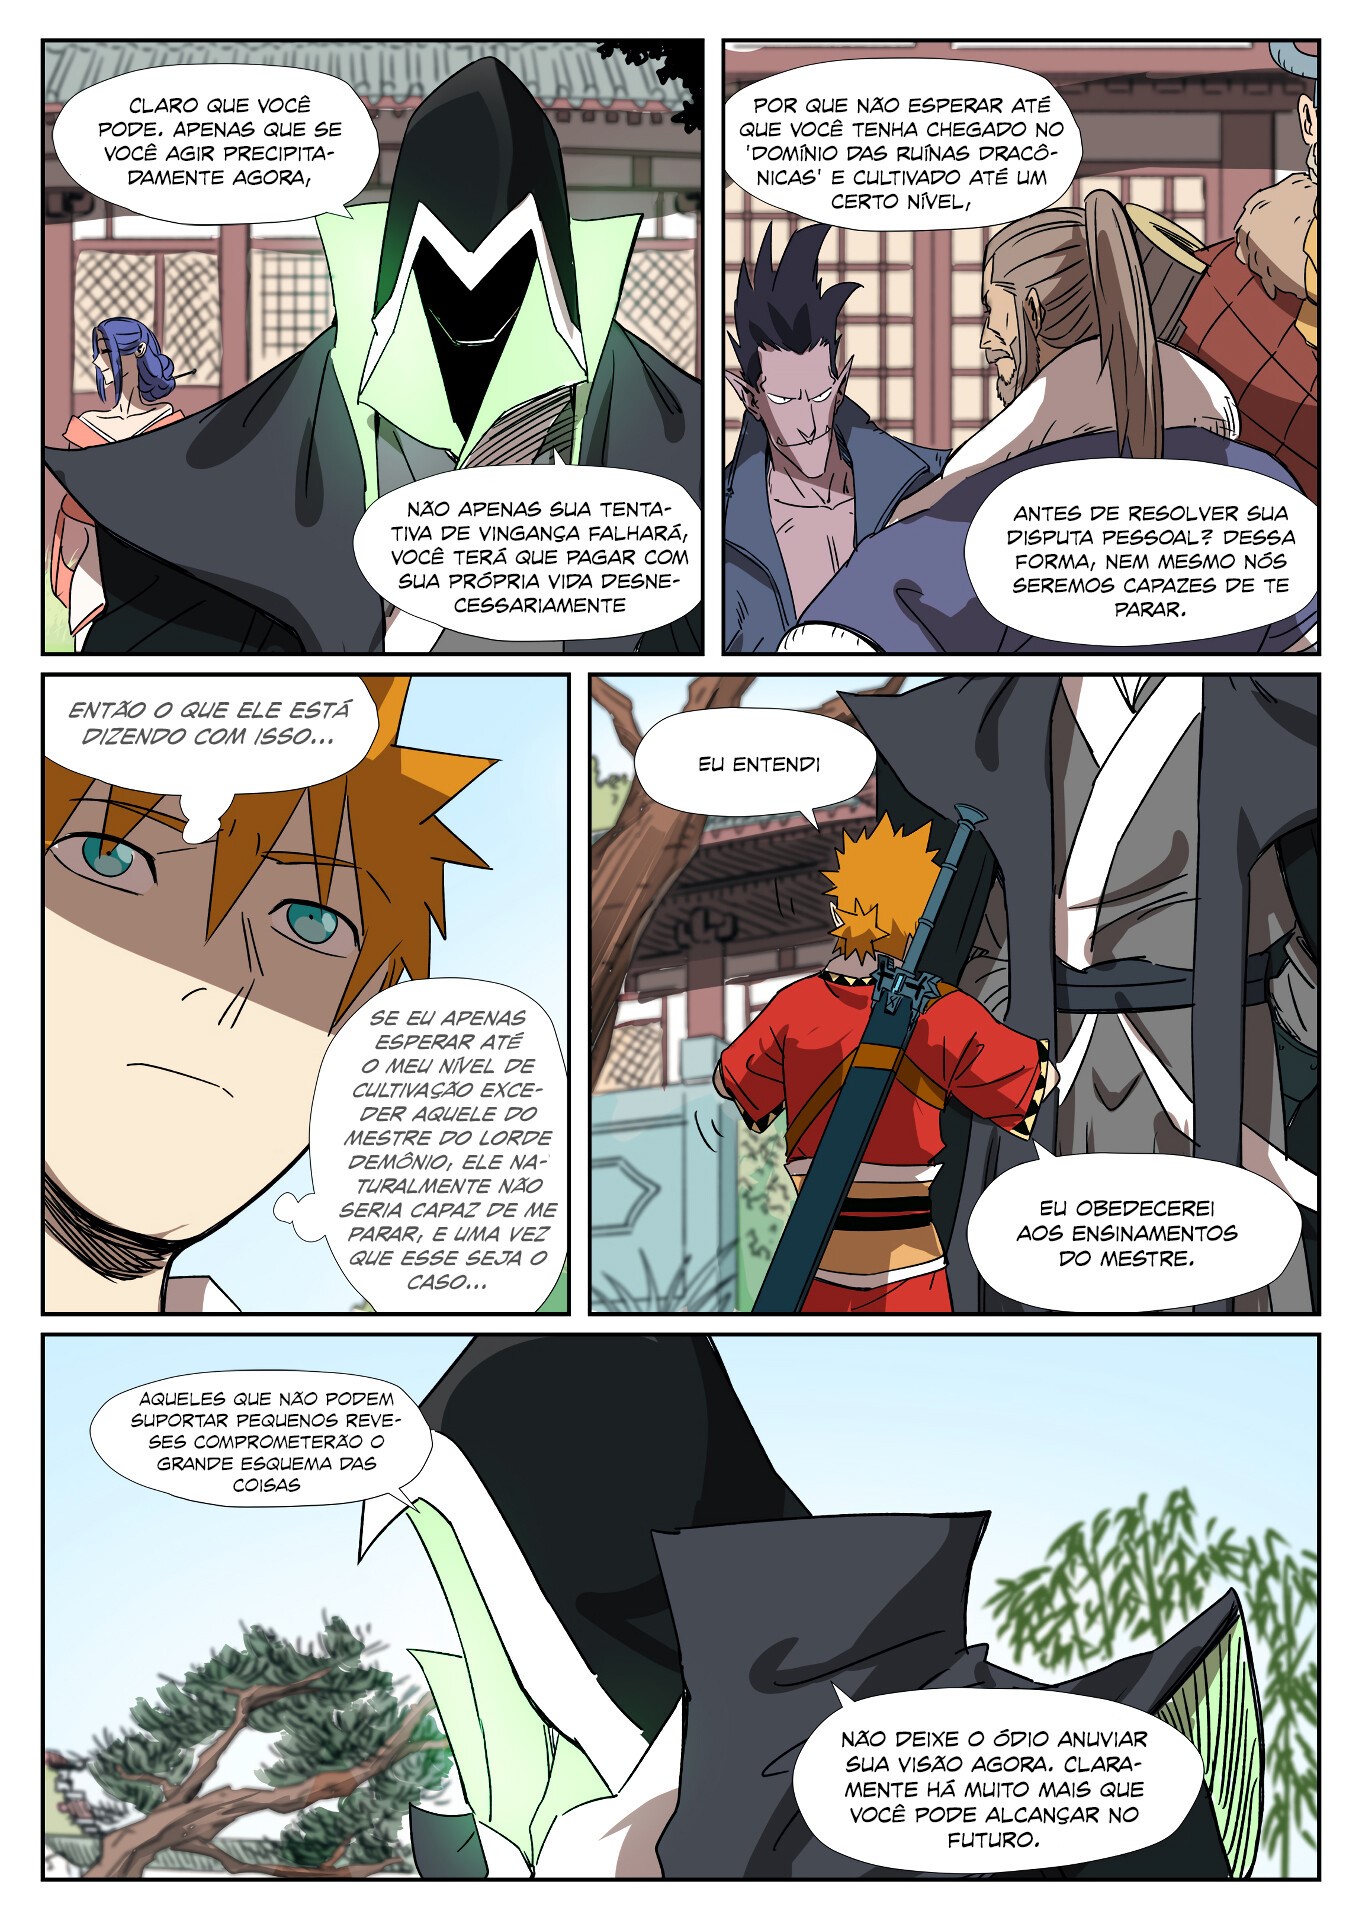 CLARO QUE VOCÊ
PODE. APENAS QUE SE
VOCÊ AGIR PRECIPITA-
DAMENTE AGORA,
NÃO APENAS SUA TENTA-
TIVA DE VINGANÇA FALHARÁ,
VOCÊ TERÁ QUE PAGAR COM
SUA PRÓPRIA VIDA DESNE-
CESSARIAMENTE
POR QUE NÃO ESPERAR ATÉ
QUE VOCÊ TENHA CHEGADO NO
'DOMÍNIO DAS RUÍNAS DRACÔ-
NICAS' E CULTIVADO ATÉ UM
CERTO NÍVEL,
ANTES DE RESOLVER SUA
DISPUTA PESSOAL? DESSA
FORMA, NEM MESMO NÓS
SEREMOS CAPAZES DE TE
PARAR.
ENTÃO O QUE ELE ESTÁ
DIZENDO COM ISSO...
SE EU APENAS
ESPERAR ATÉ
O MEU NÍVEL DE
CULTIVAÇÃO EXCE-
DER AQUELE DO
MESTRE DO LORDE
DEMÔNIO, ELE NA-
TURALMENTE NÃO
SERIA CAPAZ DE ME
PARAR, E UMA VEZ
QUE ESSE SEJA O
CASO...
EU ENTENDI
EU OBEDECEREI
AOS ENSINAMENTOS
DO MESTRE.
AQUELES QUE NÃO PODEM
SUPORTAR PEQUENOS REVE-
SES COMPROMETERÃO O
GRANDE ESQUEMA DAS
COISAS
NÃO DEIXE O ÓDIO ANUVIAR
SUA VISÃO AGORA. CLARA-
MENTE HÁ MUITO MAIS QUE
VOCÊ PODE ALCANÇAR NO
FUTURO.